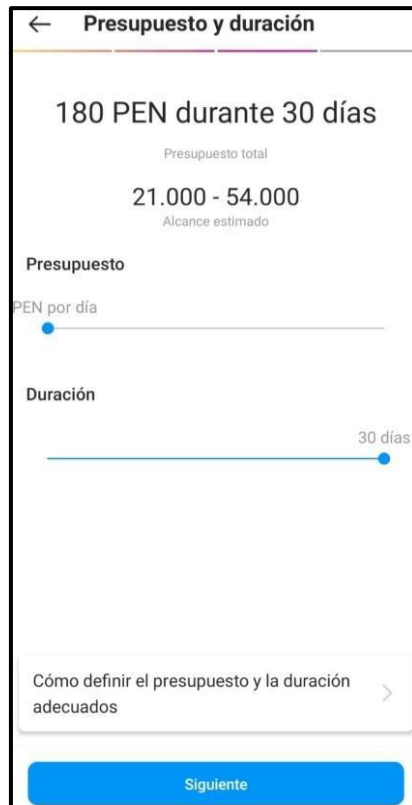 Presupuesto y duración
180 PEN durante 30 días
Presupuesto total
21.000 - 54.000
Alcance estimado
Presupuesto
PEN por día
Duración
30 días
Cómo definir el presupuesto y la duración
adecuados
Siguiente